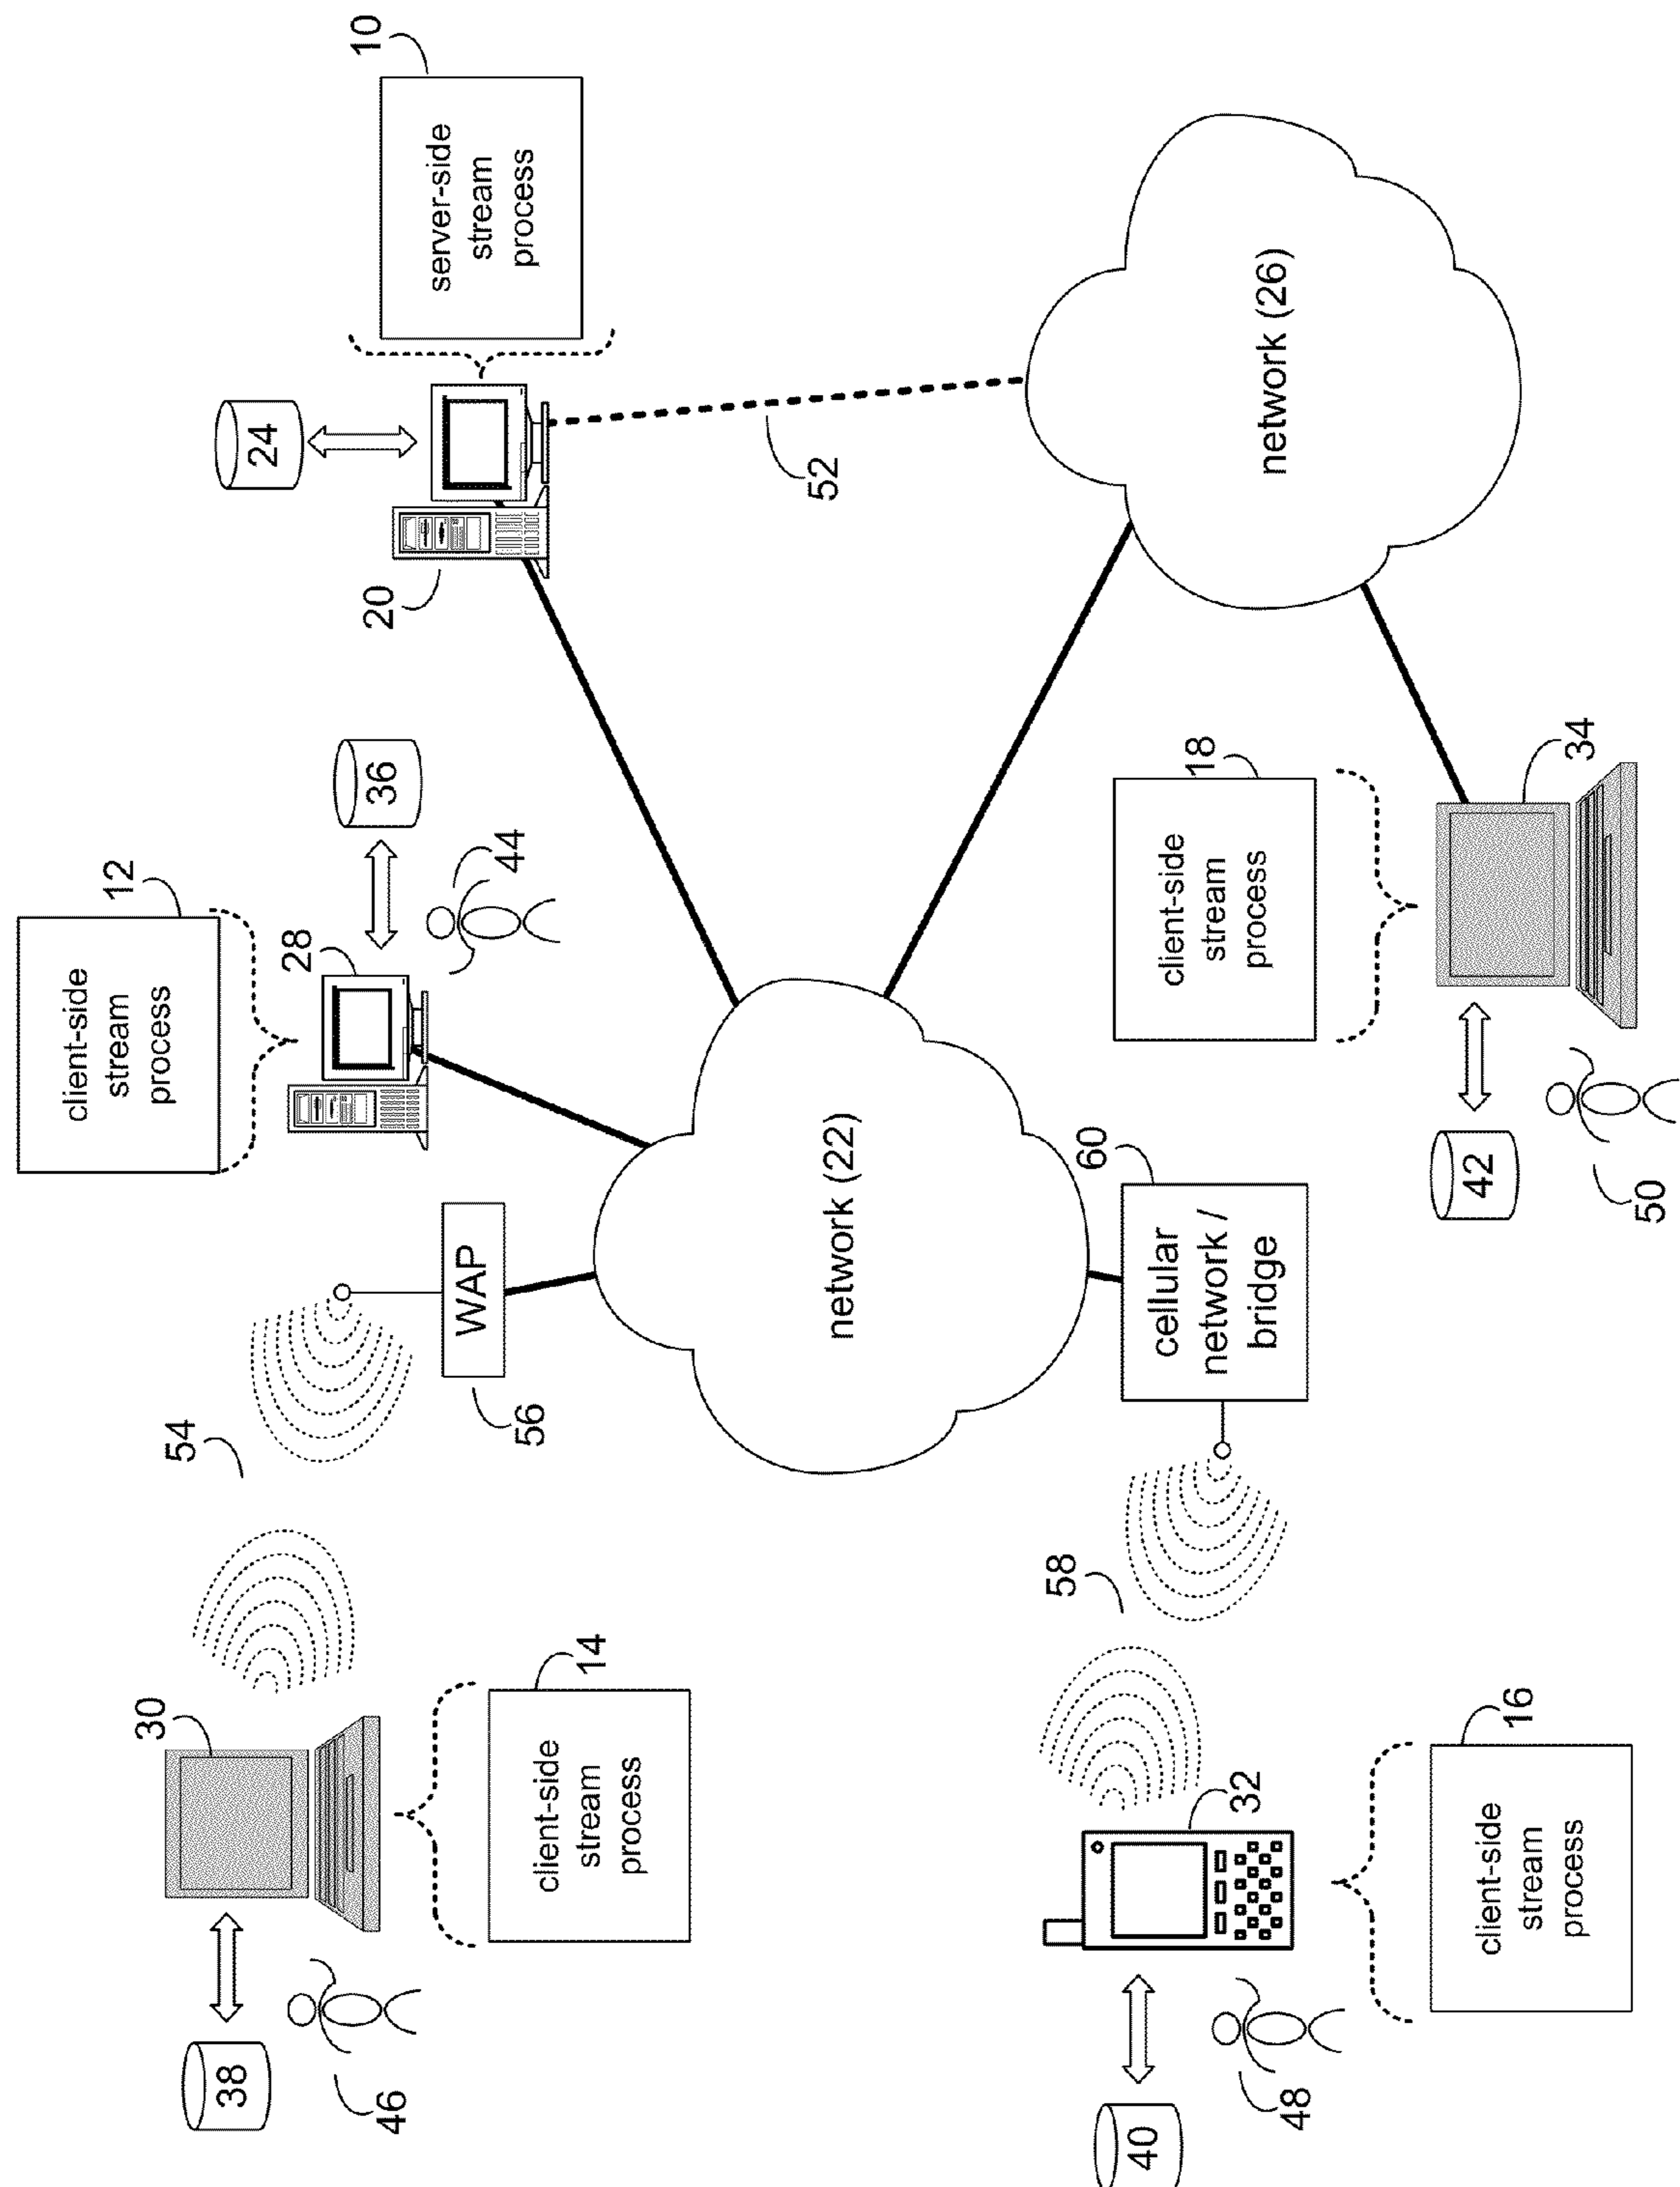 client-side
stream
process
12
30
54
38
46
client-side
stream
process
14
28
36
44
WAP
56
24
20
server-side
stream
process
10
network (22)
52
58
60
cellular
network /
bridge
32
40
48
client-side
stream
process
16
client-side
stream
process
18
network (26)
42
50
34